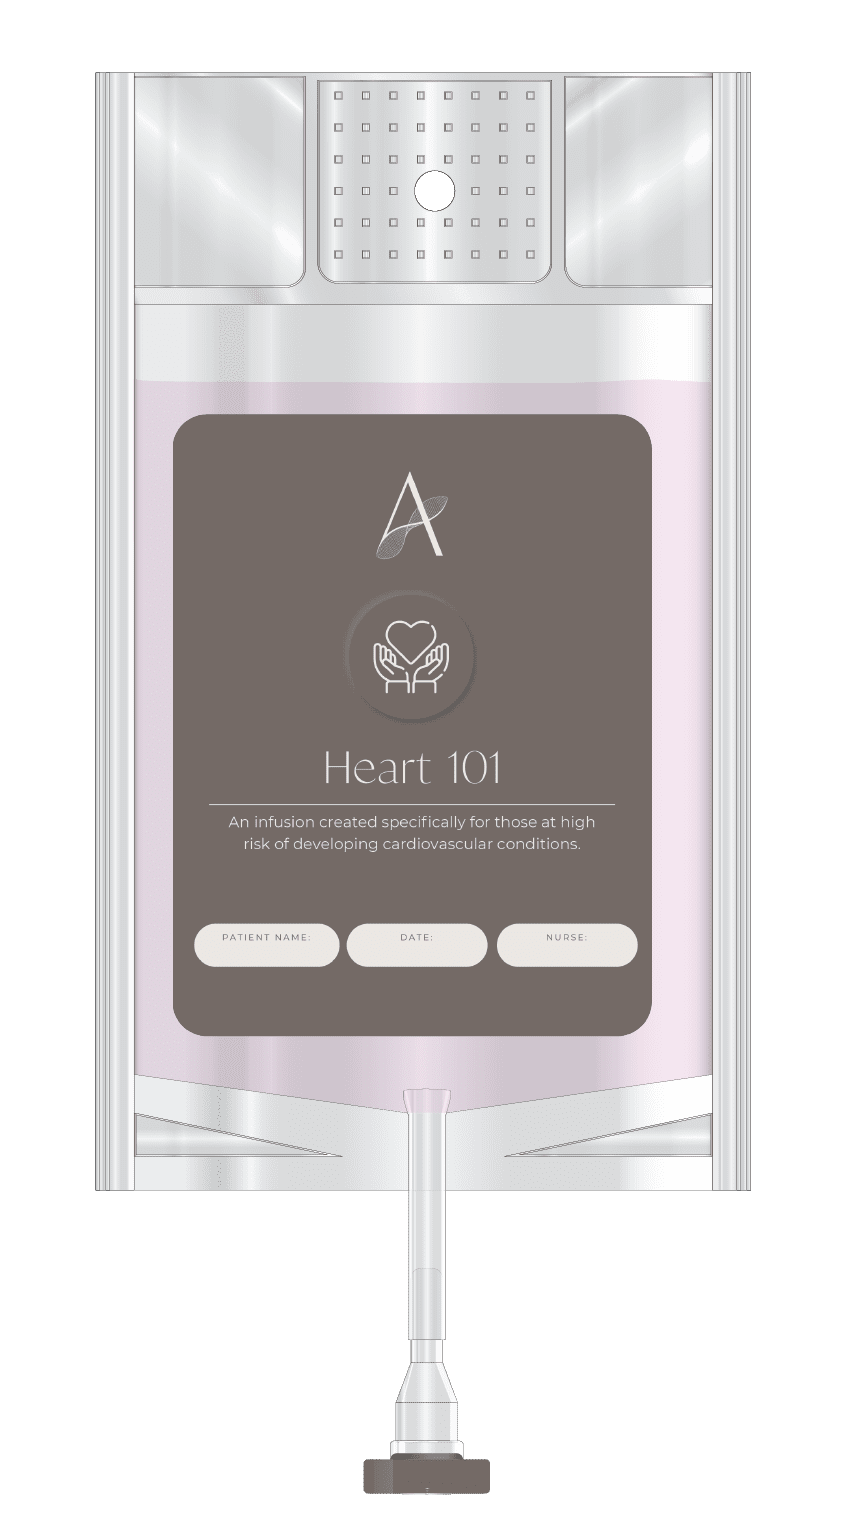 A
Heart 101
An infusion created specifically for those at high
risk of developing cardiovascular conditions.
PATIENT NAME: DATE: NURSE: